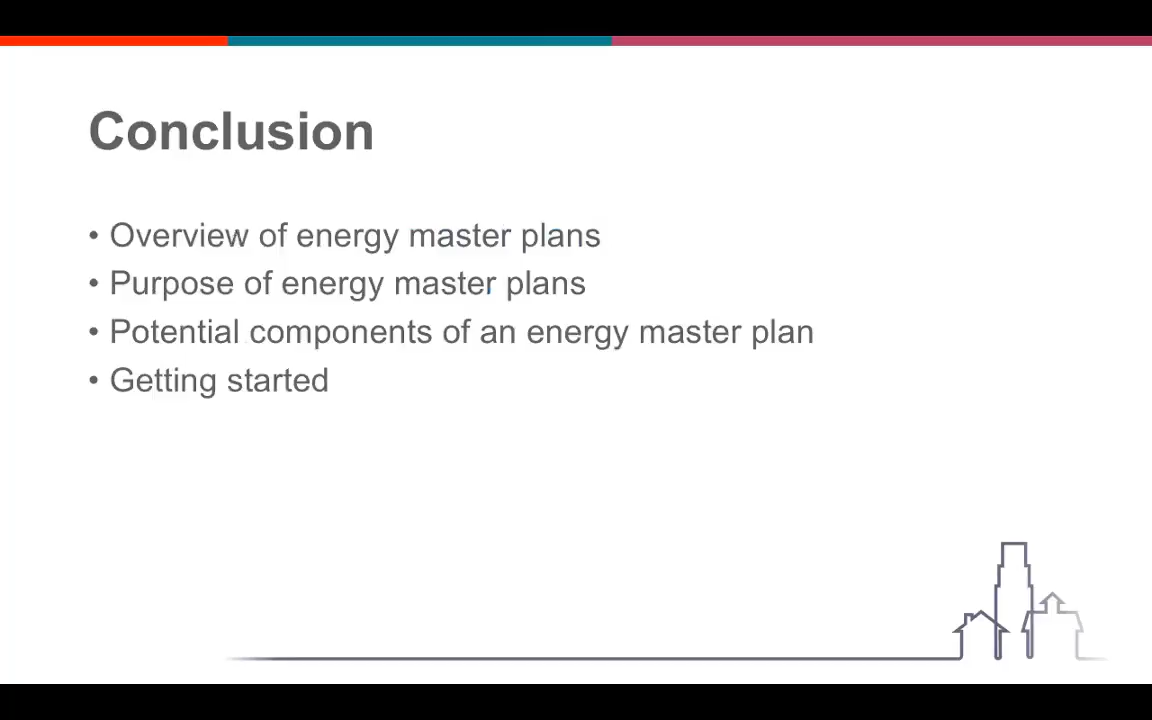 Conclusion
• Overview of energy master plans
• Purpose of energy master plans
• Potential components of an energy master plan
• Getting started